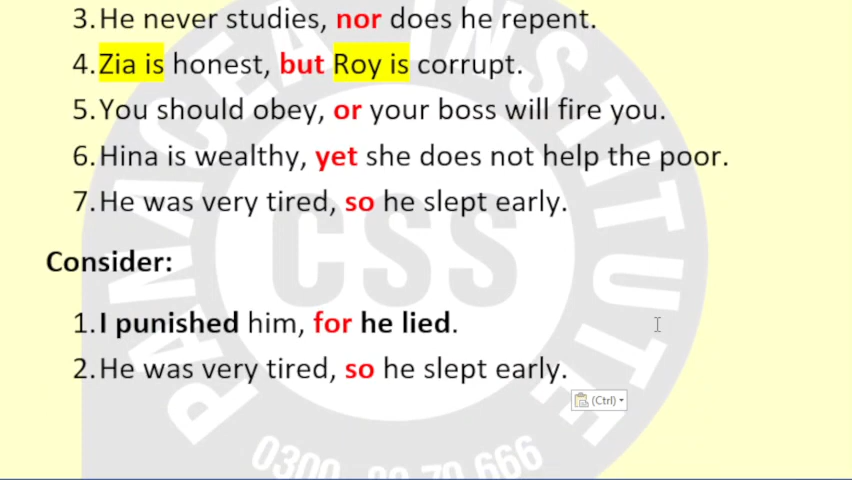 3. He never studies, nor does he repent.
4. Zia is honest, but Roy is corrupt.
5. You should obey, or your boss will fire you.
6. Hina is wealthy, yet she does not help the poor.
7. He was very tired, so he slept early.
Consider:
1. I punished him, for he lied.
2. He was very tired, so he slept early.
(Ctrl)
PANACEA INSTITUTE
CSS